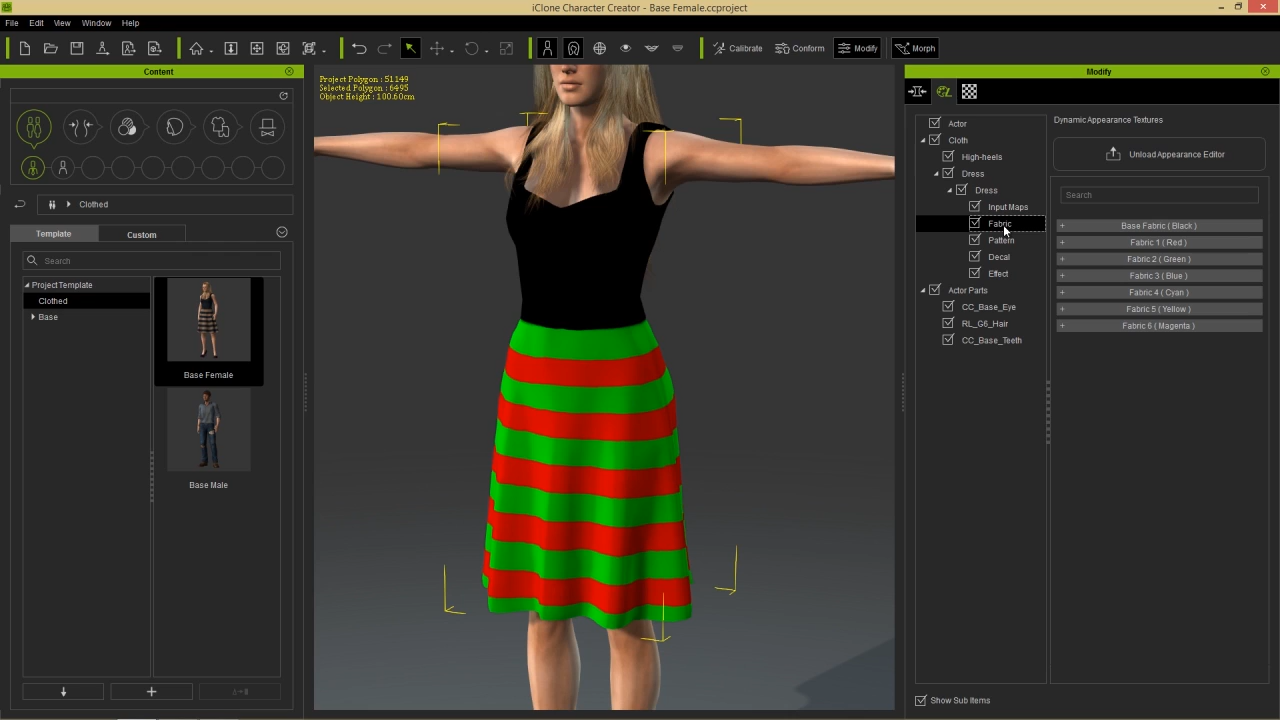 iClone Character Creator - Base Female.ccproject
File Edit View Window Help
Calibrate Conform Modify Morph
Content
Clothed
Template Custom
Search
Project Template
Clothed
Base
Base Female
Base Male
Project Polygon : 51149
Selected Polygon : 6495
Object Height : 100.60cm
Modify
Actor
Cloth
High-heels
Dress
Dress
Input Maps
Fabric
Pattern
Decal
Effect
Actor Parts
CC_Base_Eye
RL_G6_Hair
CC_Base_Teeth
Show Sub Items
Dynamic Appearance Textures
Unload Appearance Editor
Search
+ Base Fabric ( Black )
+ Fabric 1 ( Red )
+ Fabric 2 ( Green )
+ Fabric 3 ( Blue )
+ Fabric 4 ( Cyan )
+ Fabric 5 ( Yellow )
+ Fabric 6 ( Magenta )